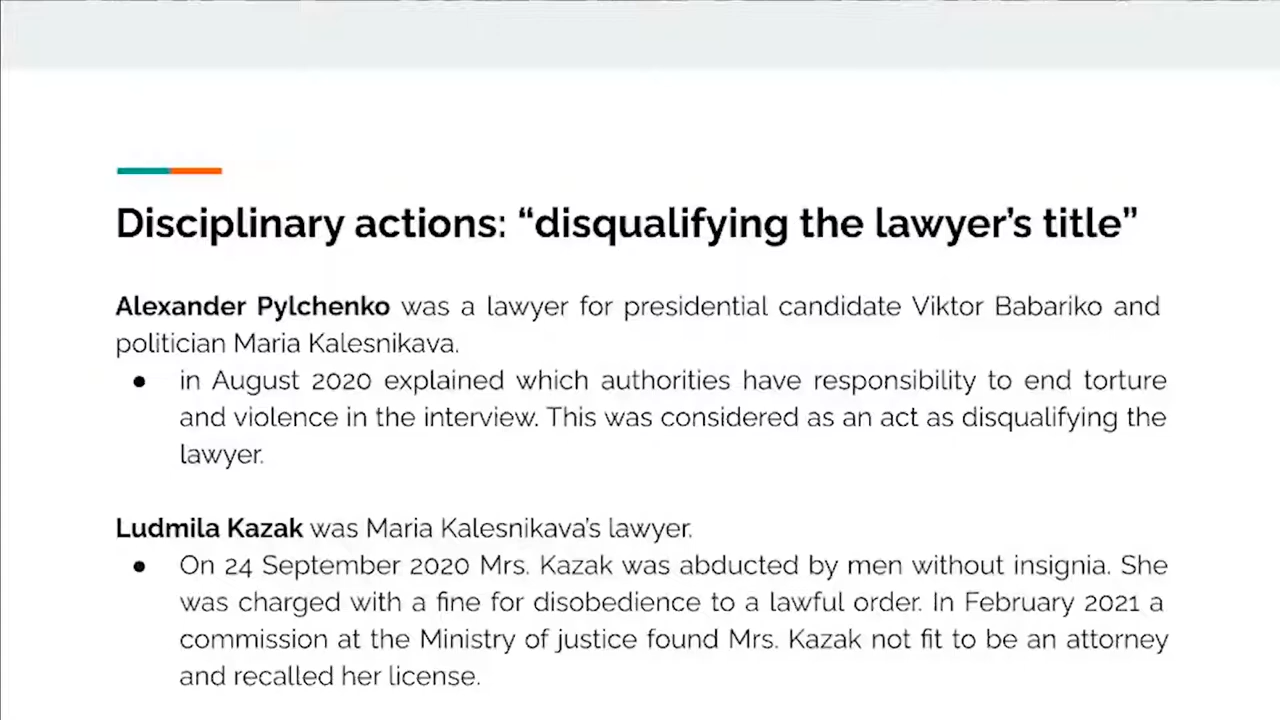 Disciplinary actions: “disqualifying the lawyer’s title”
Alexander Pylchenko was a lawyer for presidential candidate Viktor Babariko and
politician Maria Kalesnikava.
● in August 2020 explained which authorities have responsibility to end torture
and violence in the interview. This was considered as an act as disqualifying the
lawyer.
Ludmila Kazak was Maria Kalesnikava’s lawyer.
● On 24 September 2020 Mrs. Kazak was abducted by men without insignia. She
was charged with a fine for disobedience to a lawful order. In February 2021 a
commission at the Ministry of justice found Mrs. Kazak not fit to be an attorney
and recalled her license.